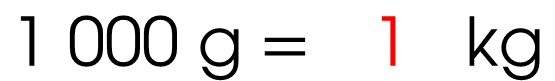 1 000 g = 1 kg